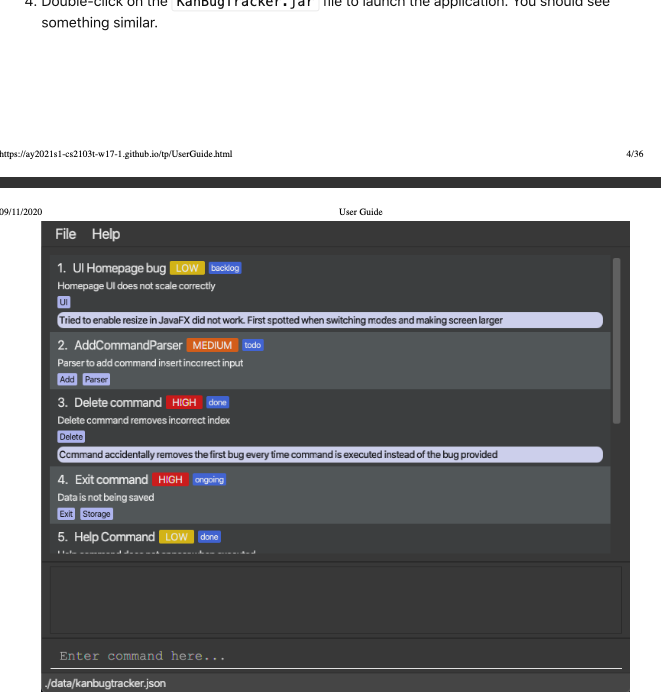 4. Double-click on the KanBugTracker.jar file to launch the application. You should see
something similar.
https://ay2021s1-cs2103t-w17-1.github.io/tp/UserGuide.html 4/36
09/11/2020 User Guide
File Help
1. UI Homepage bug LOW backlog
Homepage UI does not scale correctly
UI
Tried to enable resize in JavaFX did not work. First spotted when switching modes and making screen larger
2. AddCommandParser MEDIUM todo
Parser to add command insert incorrect input
Add Parser
3. Delete command HIGH done
Delete command removes incorrect index
Delete
Command accidentally removes the first bug every time command is executed instead of the bug provided
4. Exit command HIGH ongoing
Data is not being saved
Exit Storage
5. Help Command LOW done
Enter command here...
./data/kanbugtracker.json